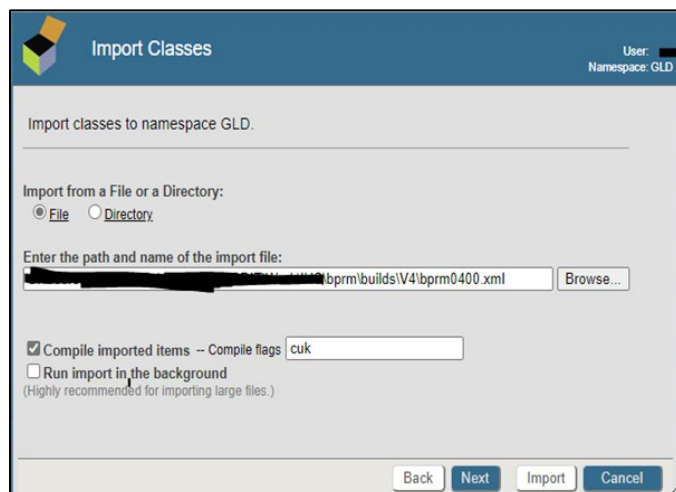 Import Classes
User:
Namespace: GLD
Import classes to namespace GLD.
Import from a File or a Directory:
File Directory
Enter the path and name of the import file:
\bprm\builds\V4\bprm0400.xml Browse...
Compile imported items -- Compile flags cuk
Run import in the background
(Highly recommended for importing large files.)
Back Next Import Cancel